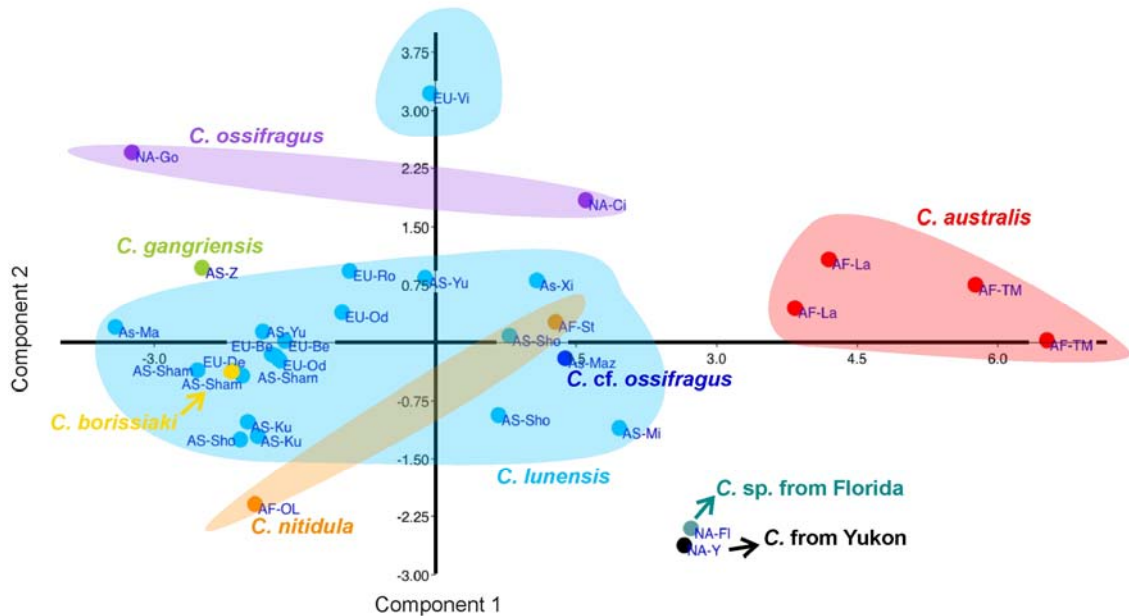 3.75
EU-Vi
3.00
C. ossifragus
NA-Go
2.25
NA-Ci
C. australis
1.50
C. gangriensis
AF-La
AS-Z
EU-Ro
AS-Yu
As-Xi
0.75
AF-TM
AF-La
EU-Od
As-Ma
AS-Yu
AF-St
EU-Be
EU-Be
AS-Sho
AF-TM
-3.0
1.5
3.0
4.5
6.0
EU-De
EU-Od
As-Maz
AS-Sham
AS-Sham
AS-Sham
C. cf. ossifragus
C. borissiaki
-0.75
AS-Ku
AS-Sho
AS-Mi
AS-Sho
AS-Ku
-1.50
C. lunensis
AF-OL
C. nitidula
C. sp. from Florida
-2.25
NA-Fl
NA-Y
C. from Yukon
-3.00
Component 1
Component 2